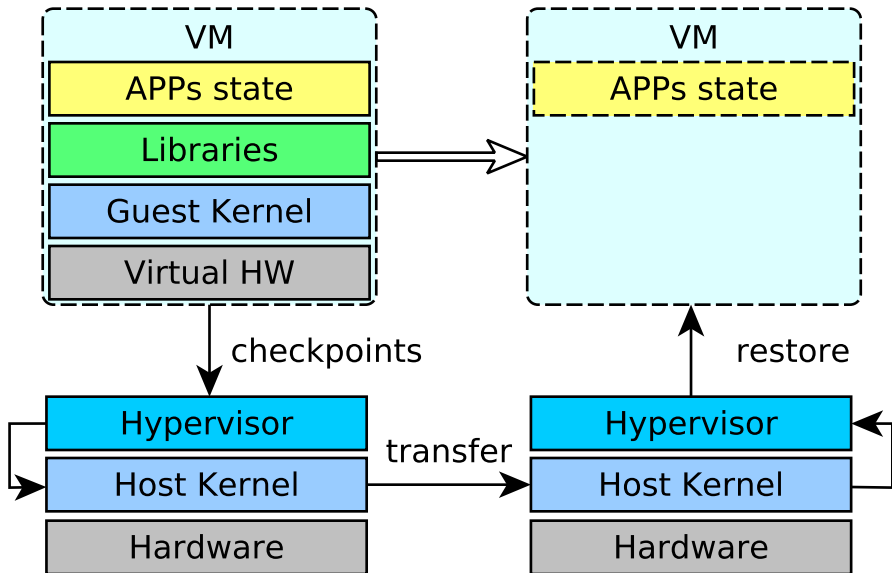 VM
APPs state
Libraries
Guest Kernel
Virtual HW
VM
APPs state
checkpoints
restore
Hypervisor
Host Kernel
Hardware
transfer
Hypervisor
Host Kernel
Hardware